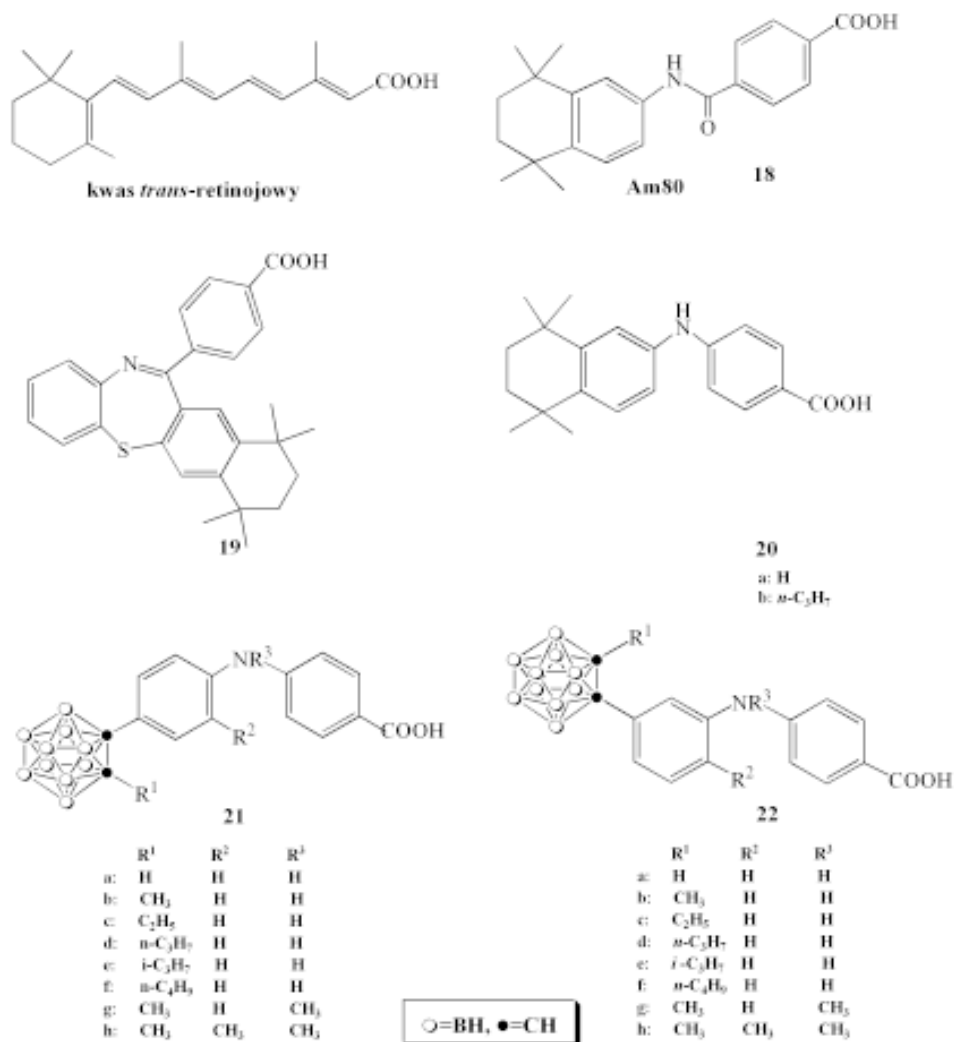 COOH
kwas trans-retinojowy
COOH
H
N
O
Am80
18
COOH
N
S
19
H
N
COOH
20
a: H
b: n-C₃H₇
NR³
R²
COOH
R¹
21
R¹ R² R³
a: H H H
b: CH₃ H H
c: C₂H₅ H H
d: n-C₃H₇ H H
e: i-C₃H₇ H H
f: n-C₄H₉ H H
g: CH₃ H CH₃
h: CH₃ CH₃ CH₃
R¹
NR³
R²
COOH
22
R¹ R² R³
a: H H H
b: CH₃ H H
c: C₂H₅ H H
d: n-C₃H₇ H H
e: i-C₃H₇ H H
f: n-C₄H₉ H H
g: CH₃ H CH₃
h: CH₃ CH₃ CH₃
○=BH, ●=CH